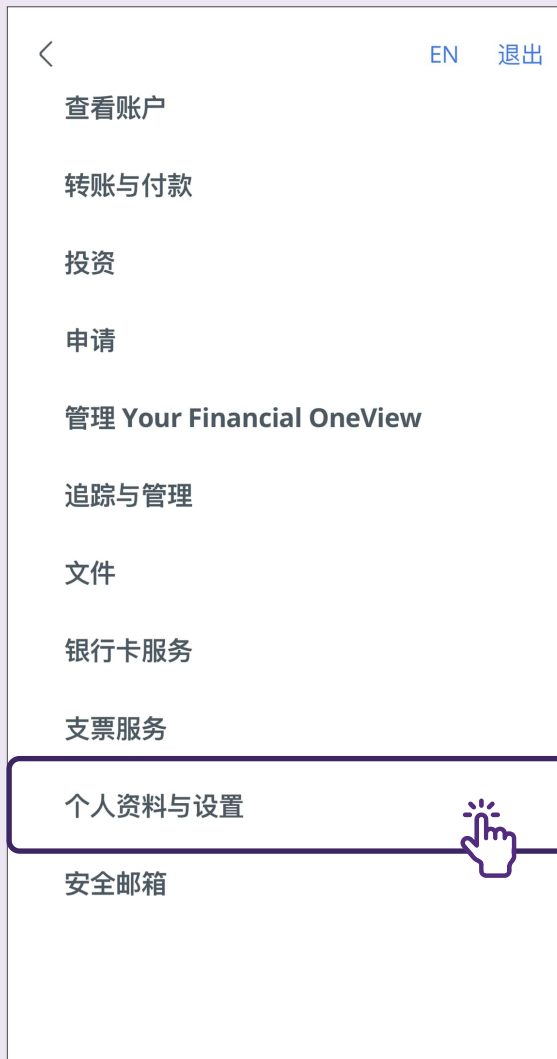 EN 退出
查看账户
转账与付款
投资
申请
管理 Your Financial OneView
追踪与管理
文件
银行卡服务
支票服务
个人资料与设置
安全邮箱